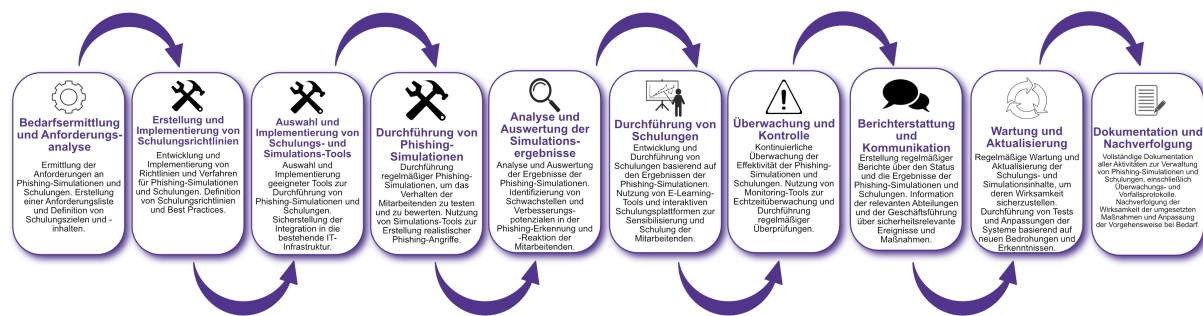 Bedarfsermittlung
und Anforderungs-
analyse
Ermittlung der
Anforderungen an
Phishing-Simulationen und
Schulungen. Erstellung
einer Anforderungsliste
und Definition von
Schulungszielen und -
inhalten.
Erstellung und
Implementierung von
Schulungsrichtlinien
Entwicklung und
Implementierung von
Richtlinien und Verfahren
für Phishing-Simulationen
und Schulungen. Definition
von Schulungsrichtlinien
und Best Practices.
Auswahl und
Implementierung von
Schulungs- und
Simulations-Tools
Auswahl und
Implementierung
geeigneter Tools zur
Durchführung von
Phishing-Simulationen und
Schulungen.
Sicherstellung der
Integration in die
bestehende IT-
Infrastruktur.
Durchführung von
Phishing-
Simulationen
Durchführung
regelmäßiger Phishing-
Simulationen, um das
Verhalten der
Mitarbeitenden zu testen
und zu bewerten. Nutzung
von Simulations-Tools zur
Erstellung realistischer
Phishing-Angriffe.
Analyse und
Auswertung der
Simulations-
ergebnisse
Analyse und Auswertung
der Ergebnisse der
Phishing-Simulationen.
Identifizierung von
Schwachstellen und
Verbesserungs-
potenzialen in der
Phishing-Erkennung und
-Reaktion der
Mitarbeitenden.
Durchführung von
Schulungen
Entwicklung und
Durchführung von
Schulungen basierend auf
den Ergebnissen der
Phishing-Simulationen.
Nutzung von E-Learning-
Tools und interaktiven
Schulungsplattformen zur
Sensibilisierung und
Schulung der
Mitarbeitenden.
Überwachung und
Kontrolle
Kontinuierliche
Überwachung der
Effektivität der Phishing-
Simulationen und
Schulungen. Nutzung von
Monitoring-Tools zur
Echtzeitüberwachung und
Durchführung
regelmäßiger
Überprüfungen.
Berichterstattung
und
Kommunikation
Erstellung regelmäßiger
Berichte über den Status
und die Ergebnisse der
Phishing-Simulationen und
Schulungen. Information
der relevanten Abteilungen
und der Geschäftsführung
über sicherheitsrelevante
Ereignisse und
Maßnahmen.
Wartung und
Aktualisierung
Regelmäßige Wartung und
Aktualisierung der
Schulungs- und
Simulationsinhalte, um
deren Wirksamkeit
sicherzustellen.
Durchführung von Tests
und Anpassungen der
Systeme basierend auf
neuen Bedrohungen und
Erkenntnissen.
Dokumentation und
Nachverfolgung
Vollständige Dokumentation
aller Aktivitäten zur Verwaltung
von Phishing-Simulationen und
Schulungen, einschließlich
Überwachungs- und
Vorfallsprotokolle.
Nachverfolgung der
Wirksamkeit der umgesetzten
Maßnahmen und Anpassung
der Vorgehensweise bei Bedarf.